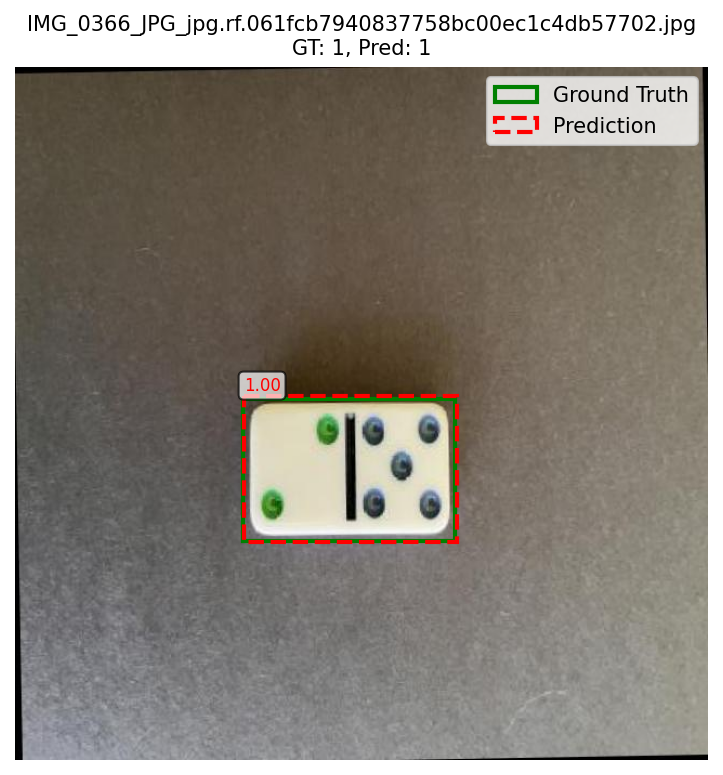 IMG_0366_JPG_jpg.rf.061fcb7940837758bc00ec1c4db57702.jpg
GT: 1, Pred: 1
Ground Truth
Prediction
1.00